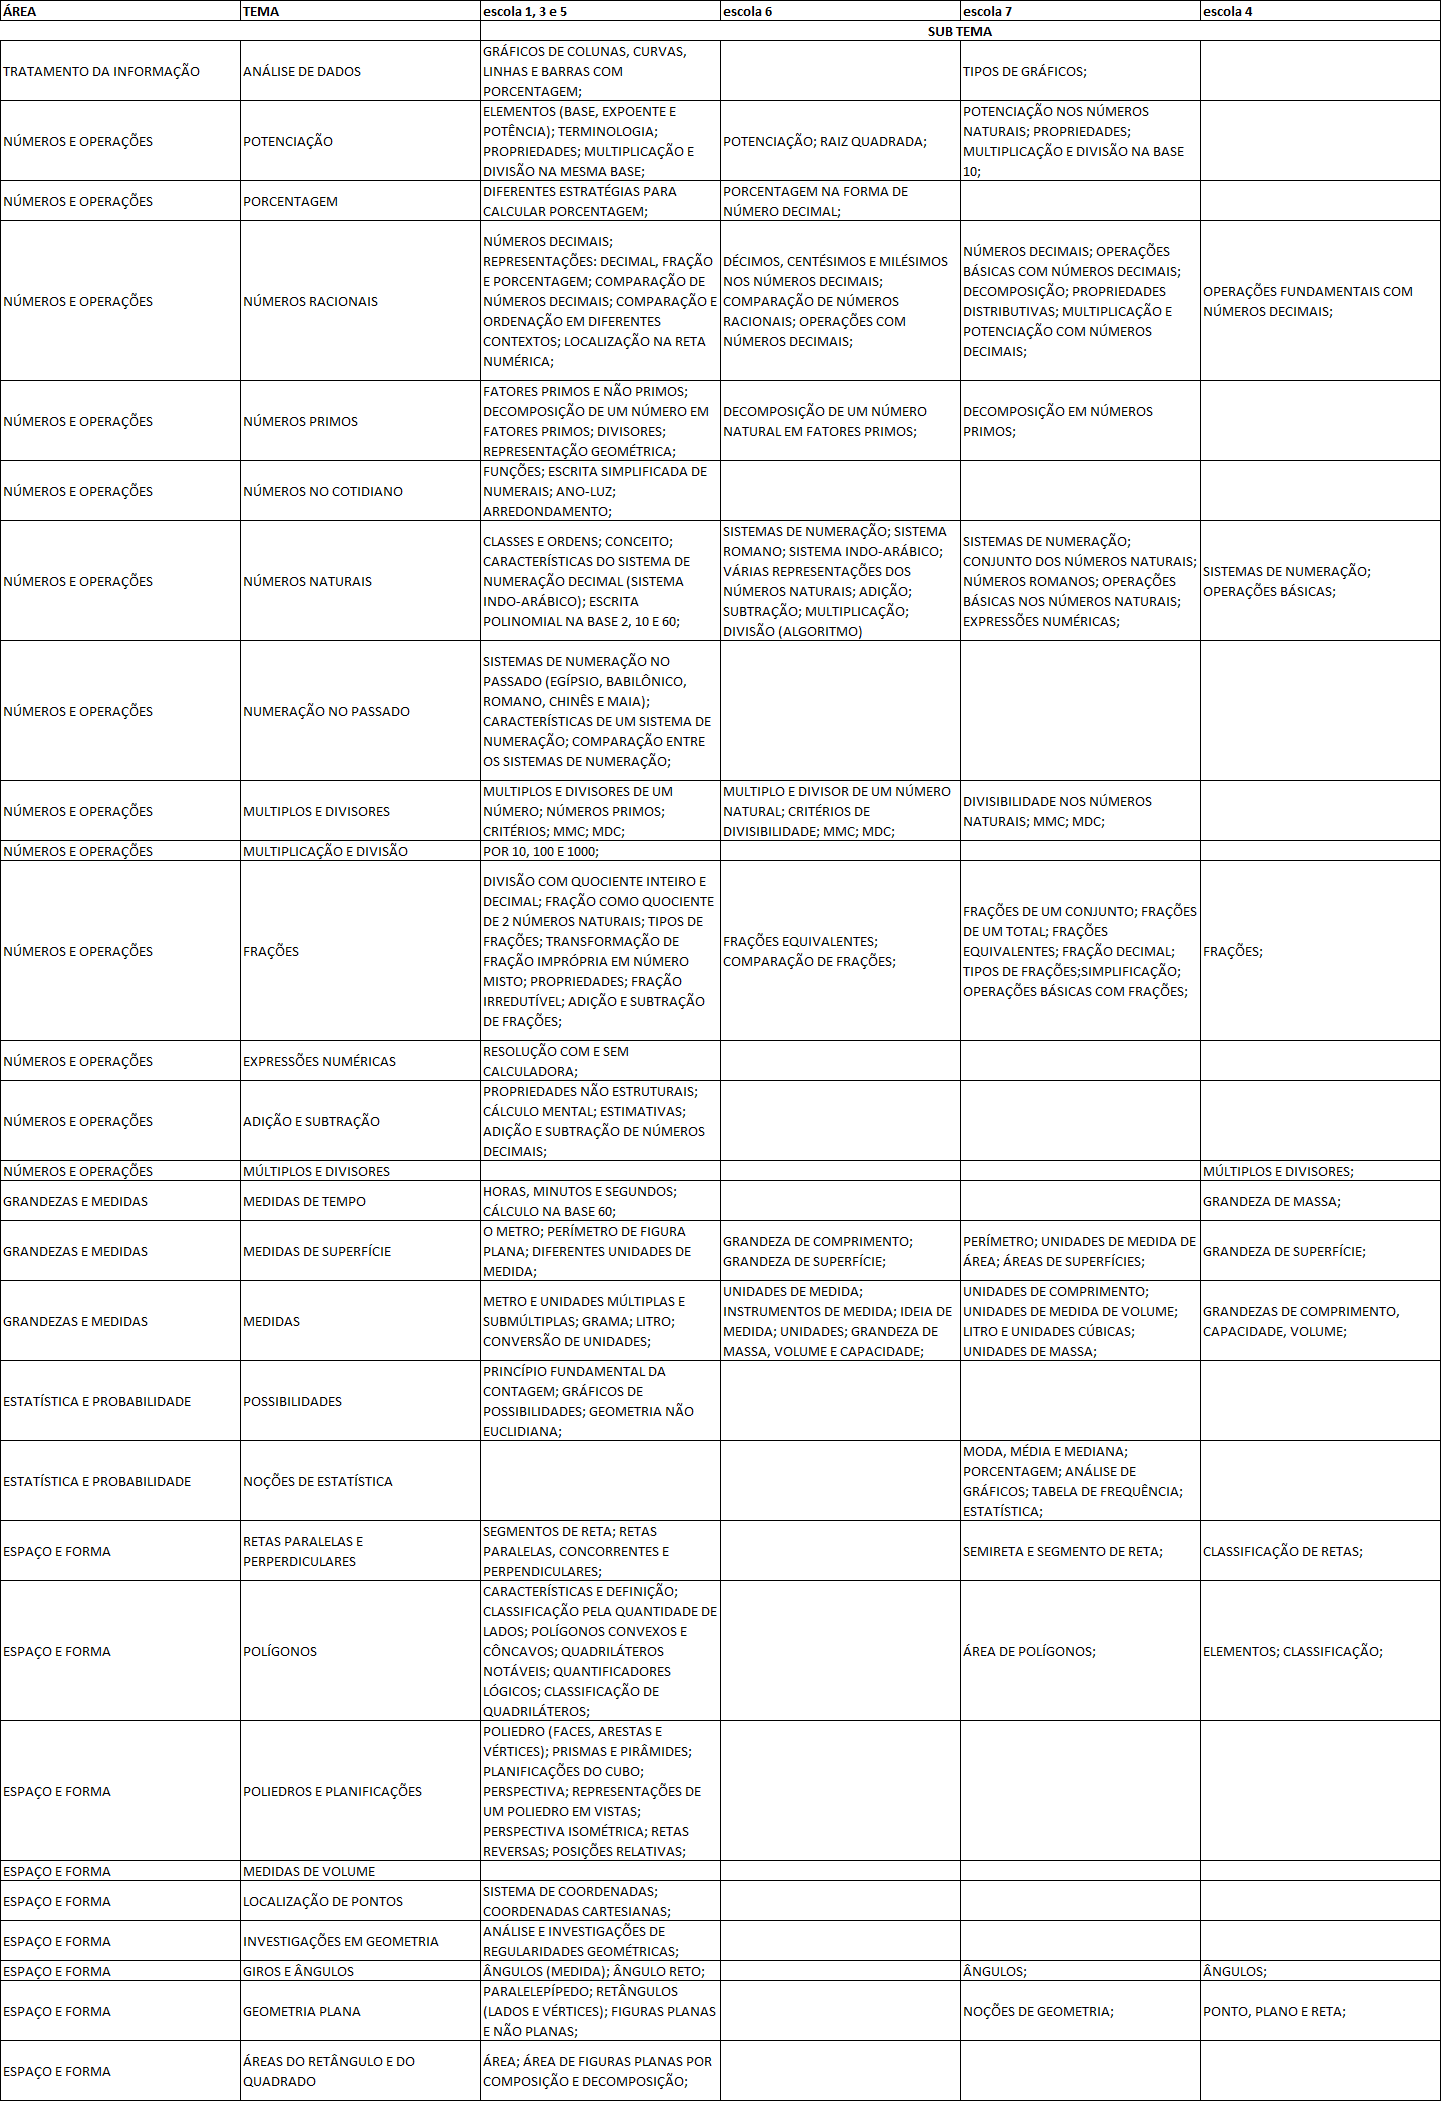 ÁREA TEMA escola 1, 3 e 5 escola 6 escola 7 escola 4
SUB TEMA
TRATAMENTO DA INFORMAÇÃO
ANÁLISE DE DADOS
GRÁFICOS DE COLUNAS, CURVAS,
LINHAS E BARRAS COM
PORCENTAGEM;
TIPOS DE GRÁFICOS;
NÚMEROS E OPERAÇÕES
POTENCIAÇÃO
ELEMENTOS (BASE, EXPOENTE E
POTÊNCIA); TERMINOLOGIA;
PROPRIEDADES; MULTIPLICAÇÃO E
DIVISÃO NA MESMA BASE;
POTENCIAÇÃO; RAIZ QUADRADA;
POTENCIAÇÃO NOS NÚMEROS
NATURAIS; PROPRIEDADES;
MULTIPLICAÇÃO E DIVISÃO NA BASE
10;
NÚMEROS E OPERAÇÕES
PORCENTAGEM
DIFERENTES ESTRATÉGIAS PARA
CALCULAR PORCENTAGEM;
PORCENTAGEM NA FORMA DE
NÚMERO DECIMAL;
NÚMEROS E OPERAÇÕES
NÚMEROS RACIONAIS
NÚMEROS DECIMAIS;
REPRESENTAÇÕES: DECIMAL, FRAÇÃO
E PORCENTAGEM; COMPARAÇÃO DE
NÚMEROS DECIMAIS; COMPARAÇÃO E
ORDENAÇÃO EM DIFERENTES
CONTEXTOS; LOCALIZAÇÃO NA RETA
NUMÉRICA;
DÉCIMOS, CENTÉSIMOS E MILÉSIMOS
NOS NÚMEROS DECIMAIS;
COMPARAÇÃO DE NÚMEROS
RACIONAIS; OPERAÇÕES COM
NÚMEROS DECIMAIS;
NÚMEROS DECIMAIS; OPERAÇÕES
BÁSICAS COM NÚMEROS DECIMAIS;
DECOMPOSIÇÃO; PROPRIEDADES
DISTRIBUTIVAS; MULTIPLICAÇÃO E
POTENCIAÇÃO COM NÚMEROS
DECIMAIS;
OPERAÇÕES FUNDAMENTAIS COM
NÚMEROS DECIMAIS;
NÚMEROS E OPERAÇÕES
NÚMEROS PRIMOS
FATORES PRIMOS E NÃO PRIMOS;
DECOMPOSIÇÃO DE UM NÚMERO EM
FATORES PRIMOS; DIVISORES;
REPRESENTAÇÃO GEOMÉTRICA;
DECOMPOSIÇÃO DE UM NÚMERO
NATURAL EM FATORES PRIMOS;
DECOMPOSIÇÃO EM NÚMEROS
PRIMOS;
NÚMEROS E OPERAÇÕES
NÚMEROS NO COTIDIANO
FUNÇÕES; ESCRITA SIMPLIFICADA DE
NUMERAIS; ANO-LUZ;
ARREDONDAMENTO;
NÚMEROS E OPERAÇÕES
NÚMEROS NATURAIS
CLASSES E ORDENS; CONCEITO;
CARACTERÍSTICAS DO SISTEMA DE
NUMERAÇÃO DECIMAL (SISTEMA
INDO-ARÁBICO); ESCRITA
POLINOMIAL NA BASE 2, 10 E 60;
SISTEMAS DE NUMERAÇÃO; SISTEMA
ROMANO; SISTEMA INDO-ARÁBICO;
VÁRIAS REPRESENTAÇÕES DOS
NÚMEROS NATURAIS; ADIÇÃO;
SUBTRAÇÃO; MULTIPLICAÇÃO;
DIVISÃO (ALGORITMO)
SISTEMAS DE NUMERAÇÃO;
CONJUNTO DOS NÚMEROS NATURAIS;
NÚMEROS ROMANOS; OPERAÇÕES
BÁSICAS NOS NÚMEROS NATURAIS;
EXPRESSÕES NUMÉRICAS;
SISTEMAS DE NUMERAÇÃO;
OPERAÇÕES BÁSICAS;
NÚMEROS E OPERAÇÕES
NUMERAÇÃO NO PASSADO
SISTEMAS DE NUMERAÇÃO NO
PASSADO (EGÍPSIO, BABILÔNICO,
ROMANO, CHINÊS E MAIA);
CARACTERÍSTICAS DE UM SISTEMA DE
NUMERAÇÃO; COMPARAÇÃO ENTRE
OS SISTEMAS DE NUMERAÇÃO;
NÚMEROS E OPERAÇÕES
MULTIPLOS E DIVISORES
MULTIPLOS E DIVISORES DE UM
NÚMERO; NÚMEROS PRIMOS;
CRITÉRIOS; MMC; MDC;
MULTIPLO E DIVISOR DE UM NÚMERO
NATURAL; CRITÉRIOS DE
DIVISIBILIDADE; MMC; MDC;
DIVISIBILIDADE NOS NÚMEROS
NATURAIS; MMC; MDC;
NÚMEROS E OPERAÇÕES
MULTIPLICAÇÃO E DIVISÃO
POR 10, 100 E 1000;
NÚMEROS E OPERAÇÕES
FRAÇÕES
DIVISÃO COM QUOCIENTE INTEIRO E
DECIMAL; FRAÇÃO COMO QUOCIENTE
DE 2 NÚMEROS NATURAIS; TIPOS DE
FRAÇÕES; TRANSFORMAÇÃO DE
FRAÇÃO IMPRÓPRIA EM NÚMERO
MISTO; PROPRIEDADES; FRAÇÃO
IRREDUTÍVEL; ADIÇÃO E SUBTRAÇÃO
DE FRAÇÕES;
FRAÇÕES EQUIVALENTES;
COMPARAÇÃO DE FRAÇÕES;
FRAÇÕES DE UM CONJUNTO; FRAÇÕES
DE UM TOTAL; FRAÇÕES
EQUIVALENTES; FRAÇÃO DECIMAL;
TIPOS DE FRAÇÕES;SIMPLIFICAÇÃO;
OPERAÇÕES BÁSICAS COM FRAÇÕES;
FRAÇÕES;
NÚMEROS E OPERAÇÕES
EXPRESSÕES NUMÉRICAS
RESOLUÇÃO COM E SEM
CALCULADORA;
NÚMEROS E OPERAÇÕES
ADIÇÃO E SUBTRAÇÃO
PROPRIEDADES NÃO ESTRUTURAIS;
CÁLCULO MENTAL; ESTIMATIVAS;
ADIÇÃO E SUBTRAÇÃO DE NÚMEROS
DECIMAIS;
NÚMEROS E OPERAÇÕES
MÚLTIPLOS E DIVISORES
MÚLTIPLOS E DIVISORES;
GRANDEZAS E MEDIDAS
MEDIDAS DE TEMPO
HORAS, MINUTOS E SEGUNDOS;
CÁLCULO NA BASE 60;
GRANDEZA DE MASSA;
GRANDEZAS E MEDIDAS
MEDIDAS DE SUPERFÍCIE
O METRO; PERÍMETRO DE FIGURA
PLANA; DIFERENTES UNIDADES DE
MEDIDA;
GRANDEZA DE COMPRIMENTO;
GRANDEZA DE SUPERFÍCIE;
PERÍMETRO; UNIDADES DE MEDIDA DE
ÁREA; ÁREAS DE SUPERFÍCIES;
GRANDEZA DE SUPERFÍCIE;
GRANDEZAS E MEDIDAS
MEDIDAS
METRO E UNIDADES MÚLTIPLAS E
SUBMÚLTIPLAS; GRAMA; LITRO;
CONVERSÃO DE UNIDADES;
UNIDADES DE MEDIDA;
INSTRUMENTOS DE MEDIDA; IDEIA DE
MEDIDA; UNIDADES; GRANDEZA DE
MASSA, VOLUME E CAPACIDADE;
UNIDADES DE COMPRIMENTO;
UNIDADES DE MEDIDA DE VOLUME;
LITRO E UNIDADES CÚBICAS;
UNIDADES DE MASSA;
GRANDEZAS DE COMPRIMENTO,
CAPACIDADE, VOLUME;
ESTATÍSTICA E PROBABILIDADE
POSSIBILIDADES
PRINCÍPIO FUNDAMENTAL DA
CONTAGEM; GRÁFICOS DE
POSSIBILIDADES; GEOMETRIA NÃO
EUCLIDIANA;
ESTATÍSTICA E PROBABILIDADE
NOÇÕES DE ESTATÍSTICA
MODA, MÉDIA E MEDIANA;
PORCENTAGEM; ANÁLISE DE
GRÁFICOS; TABELA DE FREQUÊNCIA;
ESTATÍSTICA;
ESPAÇO E FORMA
RETAS PARALELAS E
PERPERDICULARES
SEGMENTOS DE RETA; RETAS
PARALELAS, CONCORRENTES E
PERPENDICULARES;
SEMIRETA E SEGMENTO DE RETA;
CLASSIFICAÇÃO DE RETAS;
ESPAÇO E FORMA
POLÍGONOS
CARACTERÍSTICAS E DEFINIÇÃO;
CLASSIFICAÇÃO PELA QUANTIDADE DE
LADOS; POLÍGONOS CONVEXOS E
CÔNCAVOS; QUADRILÁTEROS
NOTÁVEIS; QUANTIFICADORES
LÓGICOS; CLASSIFICAÇÃO DE
QUADRILÁTEROS;
ÁREA DE POLÍGONOS;
ELEMENTOS; CLASSIFICAÇÃO;
ESPAÇO E FORMA
POLIEDROS E PLANIFICAÇÕES
POLIEDRO (FACES, ARESTAS E
VÉRTICES); PRISMAS E PIRÂMIDES;
PLANIFICAÇÕES DO CUBO;
PERSPECTIVA; REPRESENTAÇÕES DE
UM POLIEDRO EM VISTAS;
PERSPECTIVA ISOMÉTRICA; RETAS
REVERSAS; POSIÇÕES RELATIVAS;
ESPAÇO E FORMA
MEDIDAS DE VOLUME
ESPAÇO E FORMA
LOCALIZAÇÃO DE PONTOS
SISTEMA DE COORDENADAS;
COORDENADAS CARTESIANAS;
ESPAÇO E FORMA
INVESTIGAÇÕES EM GEOMETRIA
ANÁLISE E INVESTIGAÇÕES DE
REGULARIDADES GEOMÉTRICAS;
ESPAÇO E FORMA
GIROS E ÂNGULOS
ÂNGULOS (MEDIDA); ÂNGULO RETO;
ÂNGULOS;
ÂNGULOS;
ESPAÇO E FORMA
GEOMETRIA PLANA
PARALELEPÍPEDO; RETÂNGULOS
(LADOS E VÉRTICES); FIGURAS PLANAS
E NÃO PLANAS;
NOÇÕES DE GEOMETRIA;
PONTO, PLANO E RETA;
ESPAÇO E FORMA
ÁREAS DO RETÂNGULO E DO
QUADRADO
ÁREA; ÁREA DE FIGURAS PLANAS POR
COMPOSIÇÃO E DECOMPOSIÇÃO;